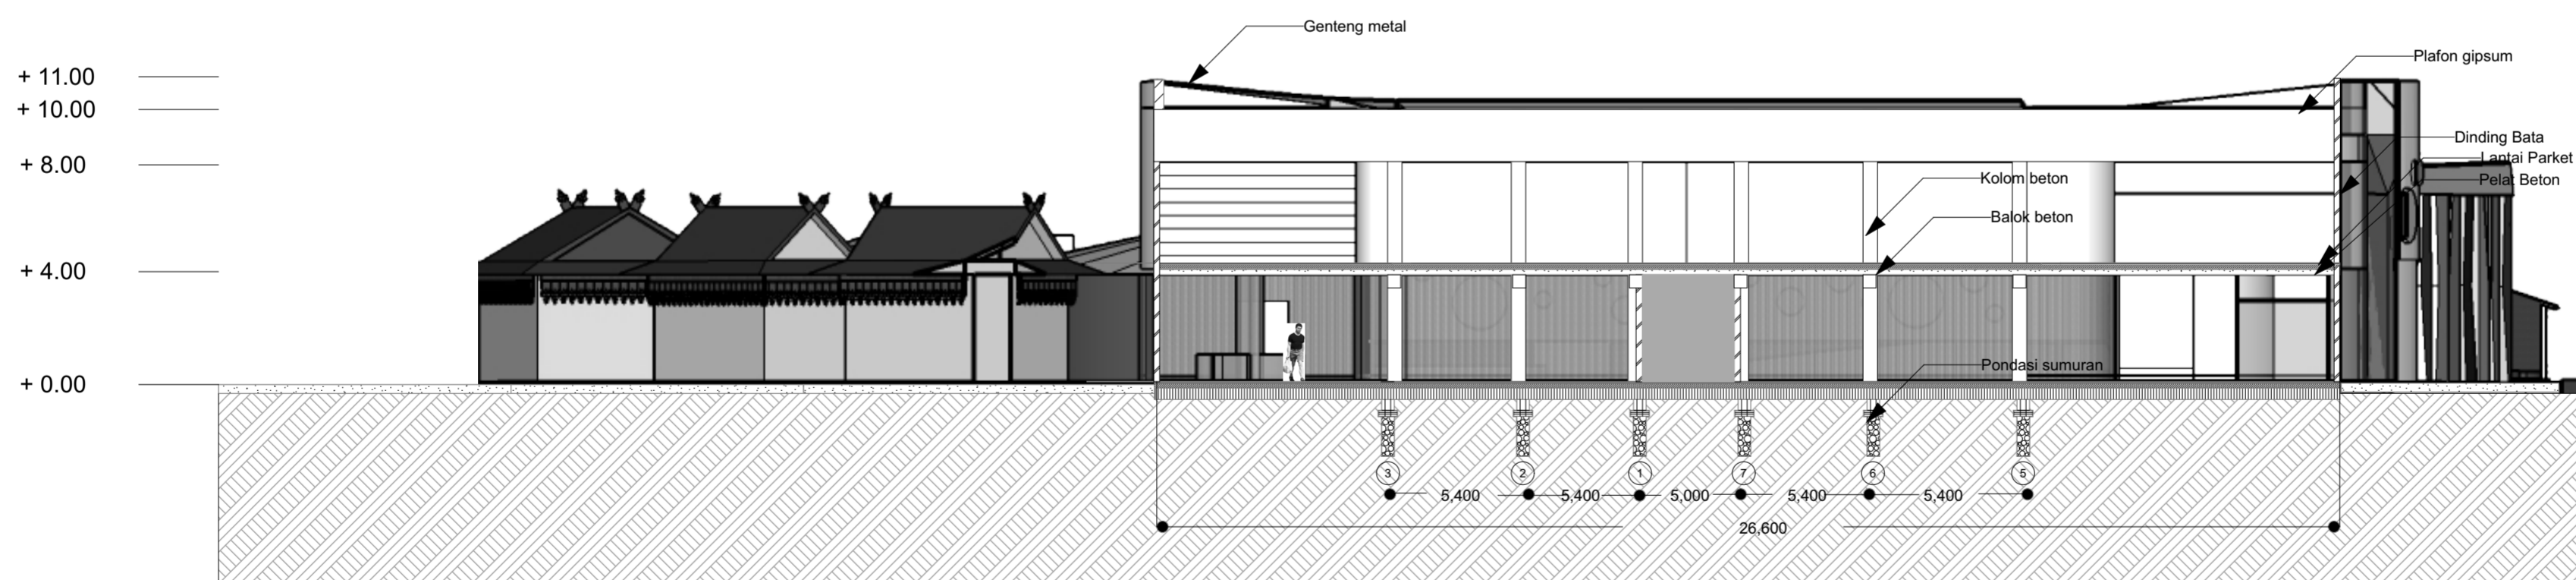 Genteng metal
Plafon gipsum
+ 11.00
+ 10.00
Dinding Bata
Lantai Parket
+ 8.00
Kolom beton
Pelat Beton
Balok beton
+ 4.00
Pondasi sumuran
+ 0.00
3
2
1
7
6
5
5,400
5,400
5,000
5,400
5,400
26,600